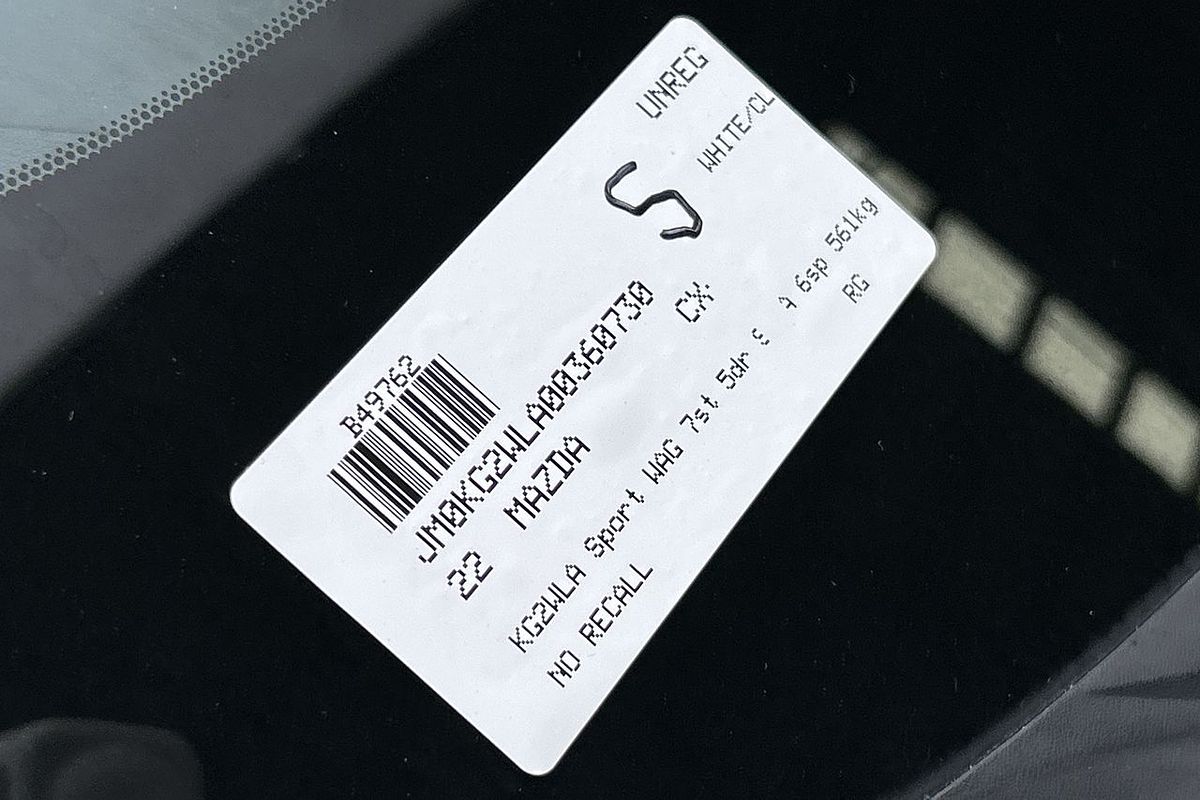 UNREG
B49762
S
WHITE/CL
JM0KG2WLA00360730
22 MAZDA CX
KG2WLA Sport WAG 7st 5dr 6sp 561kg
NO RECALL RG